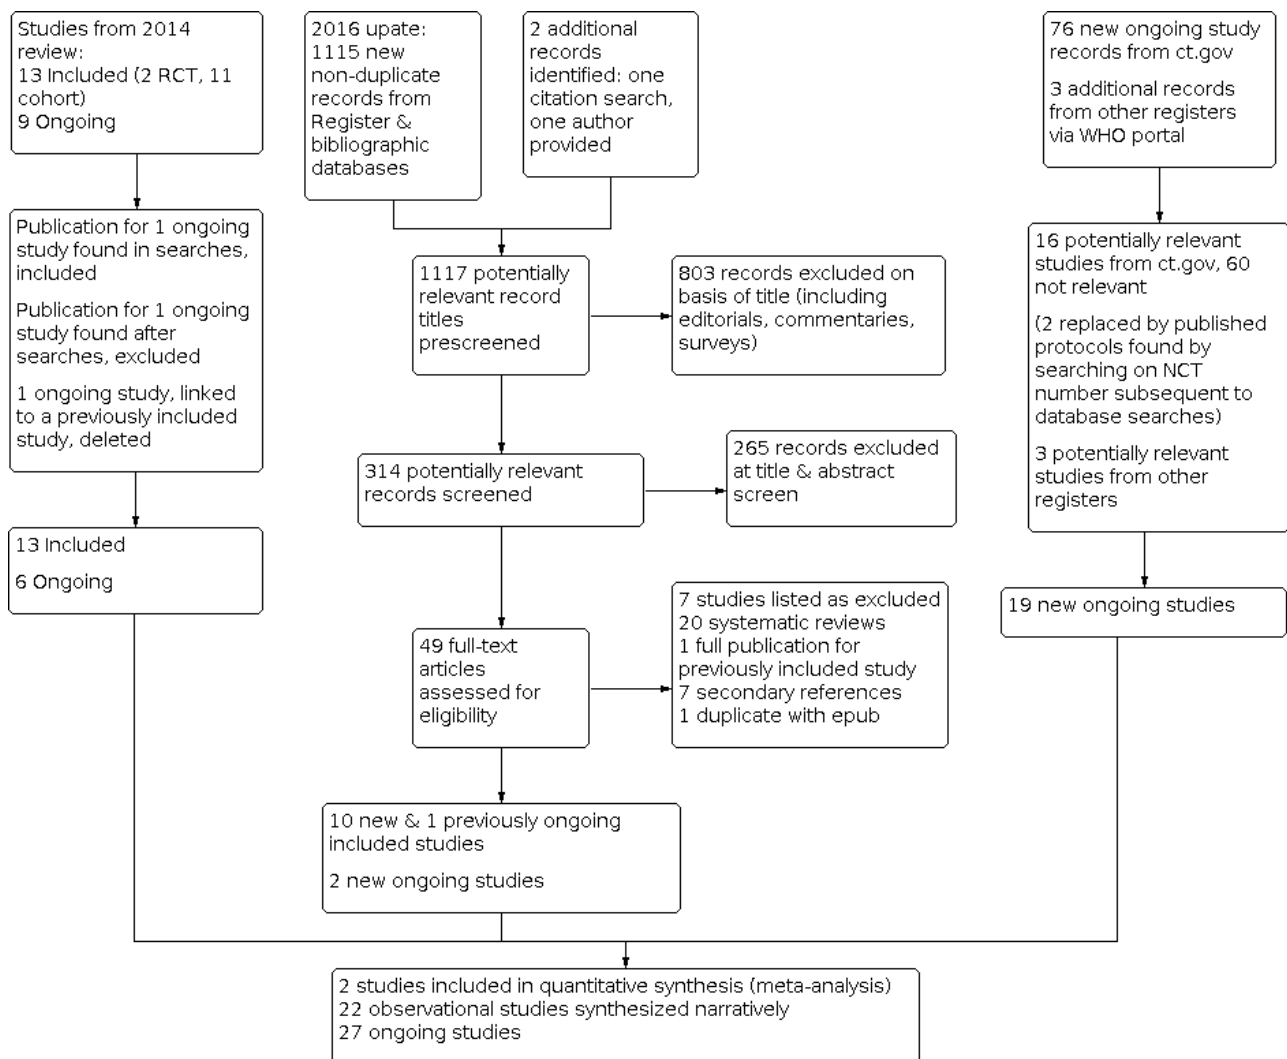 Studies from 2014
review:
13 Included (2 RCT, 11
cohort)
9 Ongoing
2016 upate:
1115 new
non-duplicate
records from
Register &
bibliographic
databases
2 additional
records
identified: one
citation search,
one author
provided
76 new ongoing study
records from ct.gov
3 additional records
from other registers
via WHO portal
Publication for 1 ongoing
study found in searches,
included
Publication for 1 ongoing
study found after
searches, excluded
1 ongoing study, linked
to a previously included
study, deleted
1117 potentially
relevant record
titles
prescreened
803 records excluded on
basis of title (including
editorials, commentaries,
surveys)
16 potentially relevant
studies from ct.gov, 60
not relevant
(2 replaced by published
protocols found by
searching on NCT
number subsequent to
database searches)
3 potentially relevant
studies from other
registers
314 potentially relevant
records screened
265 records excluded
at title & abstract
screen
13 Included
6 Ongoing
49 full-text
articles
assessed for
eligibility
7 studies listed as excluded
20 systematic reviews
1 full publication for
previously included study
7 secondary references
1 duplicate with epub
19 new ongoing studies
10 new & 1 previously ongoing
included studies
2 new ongoing studies
2 studies included in quantitative synthesis (meta-analysis)
22 observational studies synthesized narratively
27 ongoing studies